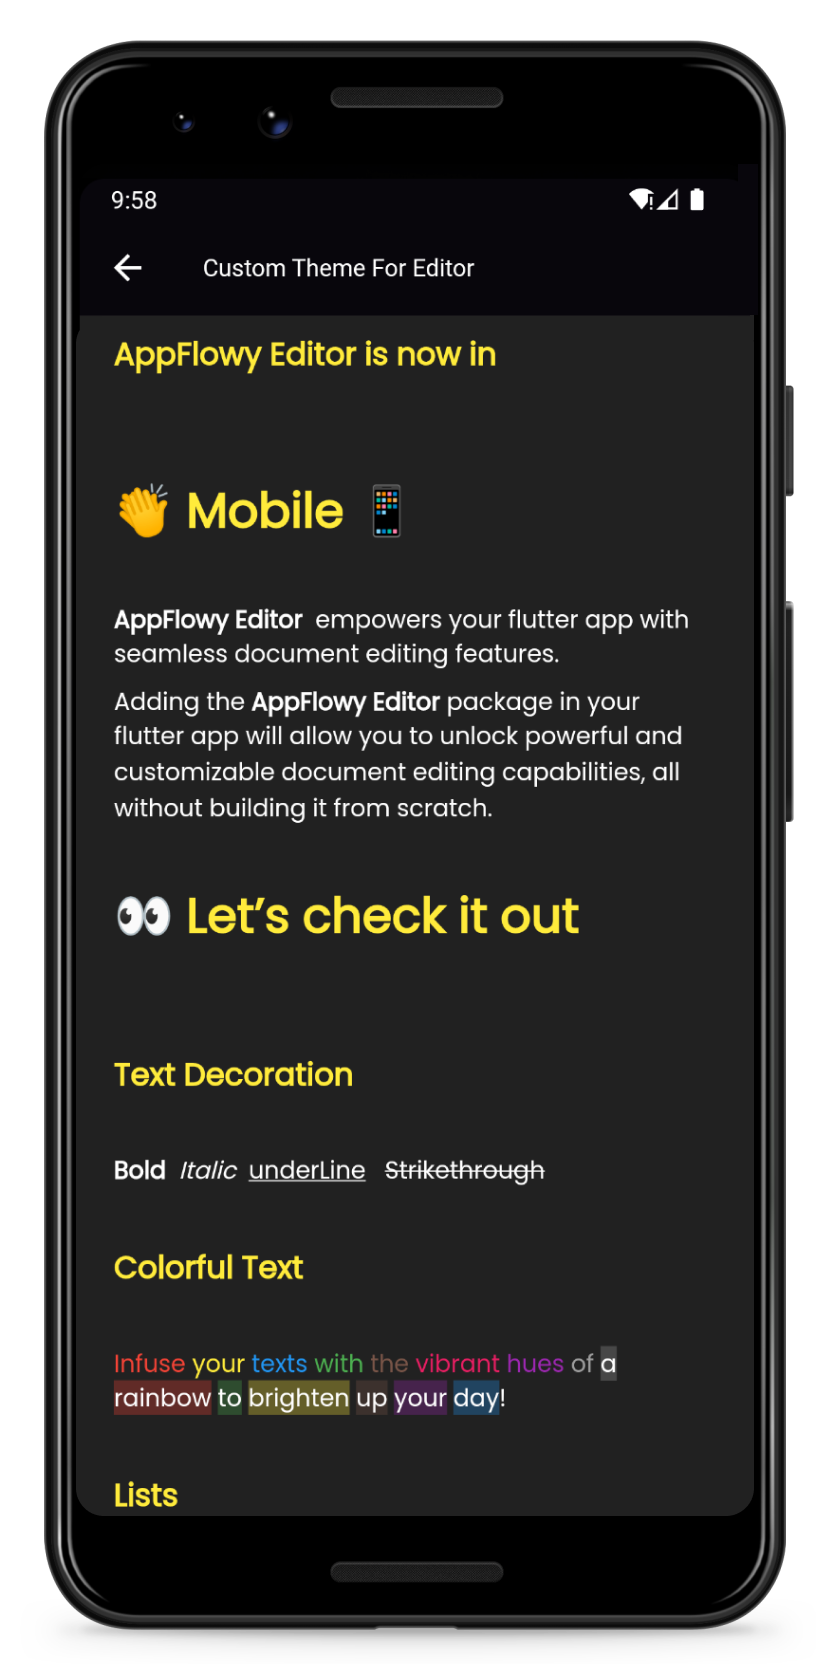 9:58
Custom Theme For Editor
AppFlowy Editor is now in
👋 Mobile 📱
AppFlowy Editor  empowers your flutter app with
seamless document editing features.
Adding the AppFlowy Editor package in your
flutter app will allow you to unlock powerful and
customizable document editing capabilities, all
without building it from scratch.
👀 Let’s check it out
Text Decoration
Bold Italic underLine Strikethrough
Colorful Text
Infuse your texts with the vibrant hues of a
rainbow to brighten up your day!
Lists